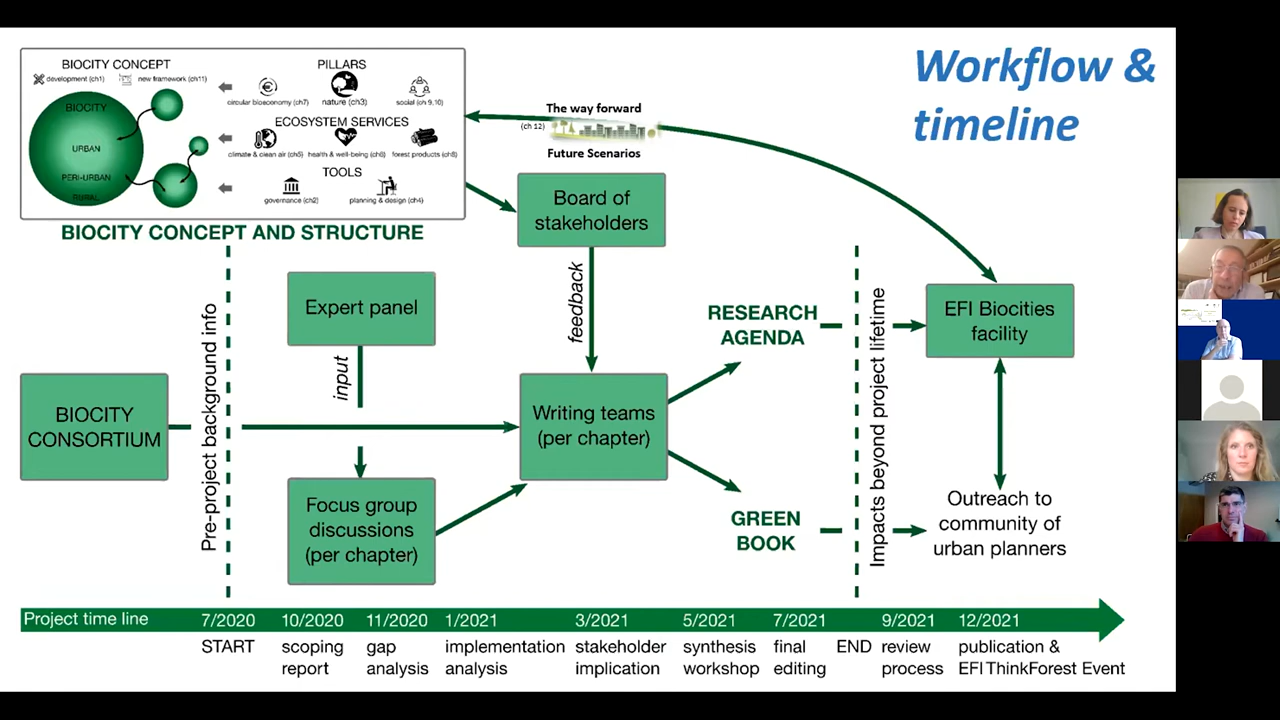 Workflow &
timeline
BIOCITY CONCEPT
development (ch1)
new framework (ch11)
BIOCITY
URBAN
PERI-URBAN
RURAL
PILLARS
circular bioeconomy (ch7)
nature (ch3)
social (ch 9,10)
ECOSYSTEM SERVICES
climate & clean air (ch5)
health & well-being (ch6)
forest products (ch8)
TOOLS
governance (ch2)
planning & design (ch4)
BIOCITY CONCEPT AND STRUCTURE
The way forward
(ch 12)
Future Scenarios
Board of
stakeholders
feedback
Expert panel
input
BIOCITY
CONSORTIUM
Pre-project background info
Focus group
discussions
(per chapter)
Writing teams
(per chapter)
RESEARCH
AGENDA
GREEN
BOOK
Impacts beyond project lifetime
EFI Biocities
facility
Outreach to
community of
urban planners
Project time line
7/2020
10/2020
11/2020
1/2021
3/2021
5/2021
7/2021
9/2021
12/2021
START
scoping
report
gap
analysis
implementation
analysis
stakeholder
implication
synthesis
workshop
final
editing
END
review
process
publication &
EFI ThinkForest Event